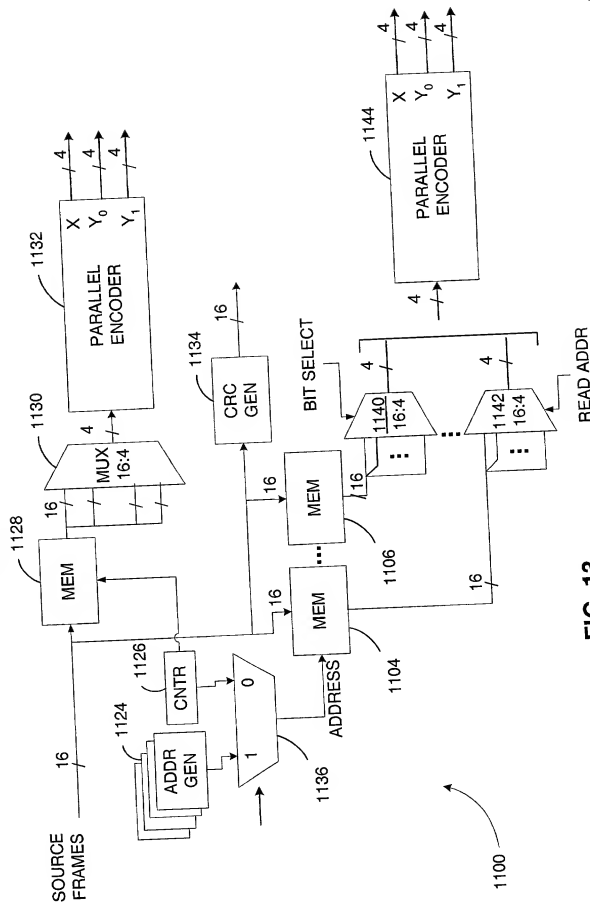 SOURCE
FRAMES
16
1128
MEM
16
1130
MUX
16:4
4
1132
PARALLEL
ENCODER
X
Y0
Y1
4
4
4
1134
CRC
GEN
16
1124
ADDR
GEN
1126
CNTR
1
0
1136
ADDRESS
16
MEM
1104
...
16
MEM
1106
16
16
BIT SELECT
1140
16:4
...
4
...
1142
16:4
...
4
READ ADDR
4
1144
PARALLEL
ENCODER
X
Y0
Y1
4
4
4
1100